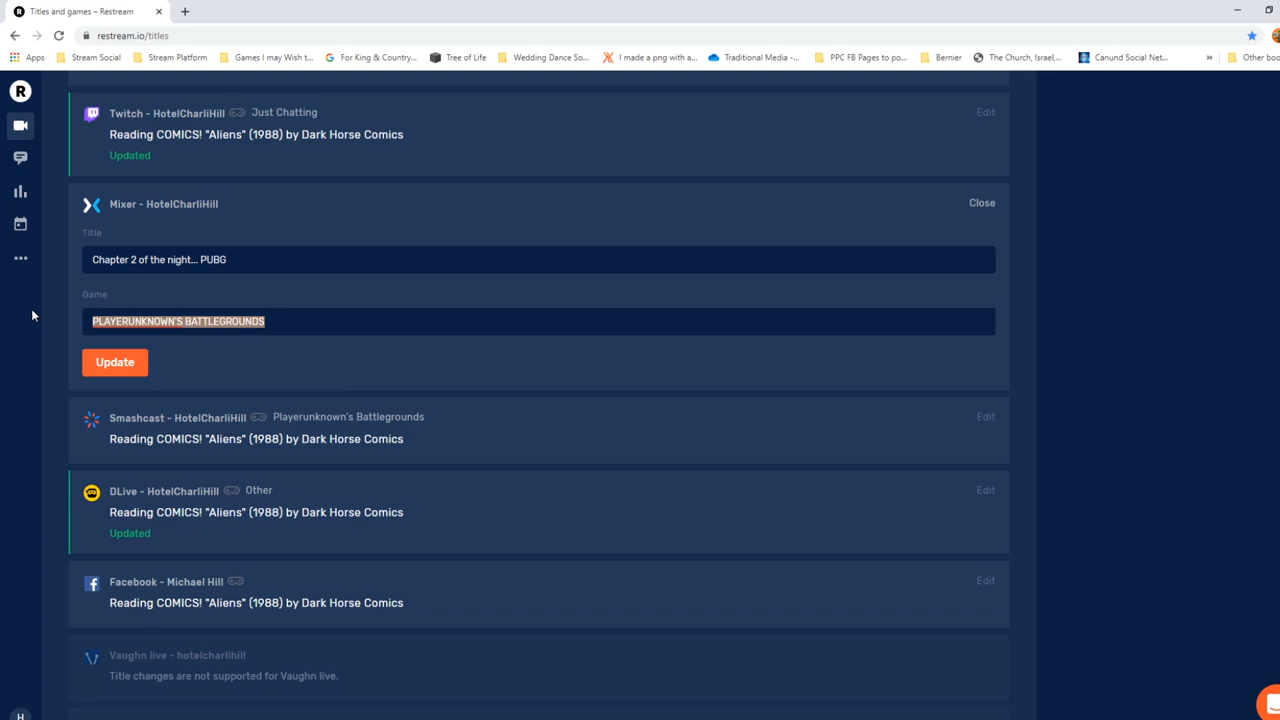 Titles and games – Restream
restream.io/titles
Apps
Stream Social
Stream Platform
Games I may Wish t...
For King & Country...
Tree of Life
Wedding Dance So...
I made a png with a...
Traditional Media -...
PPC FB Pages to po...
Bernier
The Church, Israel,...
Canund Social Net...
»
Other boo
R
Twitch - HotelCharliHill Just Chatting Edit
Reading COMICS! "Aliens" (1988) by Dark Horse Comics
Updated
Mixer - HotelCharliHill Close
Title
Chapter 2 of the night... PUBG
Game
PLAYERUNKNOWN'S BATTLEGROUNDS
Update
Smashcast - HotelCharliHill Playerunknown's Battlegrounds Edit
Reading COMICS! "Aliens" (1988) by Dark Horse Comics
DLive - HotelCharliHill Other Edit
Reading COMICS! "Aliens" (1988) by Dark Horse Comics
Updated
Facebook - Michael Hill Edit
Reading COMICS! "Aliens" (1988) by Dark Horse Comics
Vaughn live - hotelcharlihill
Title changes are not supported for Vaughn live.
H